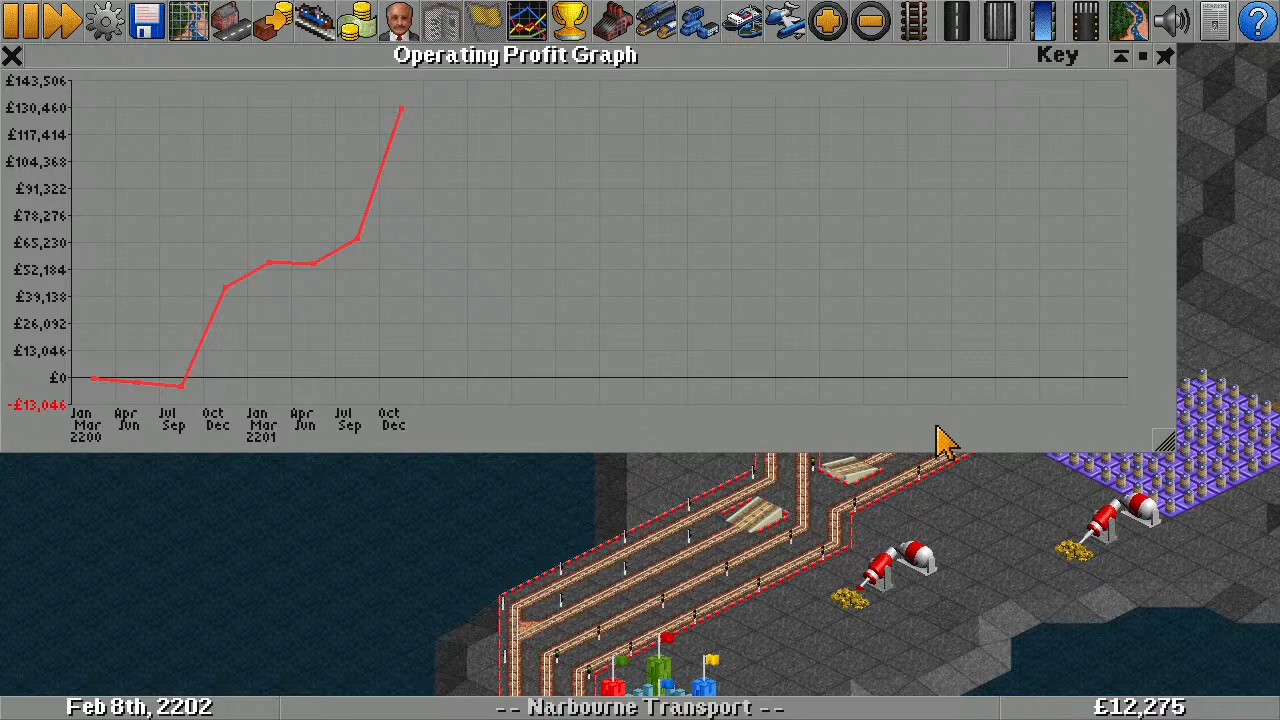 Operating Profit Graph
Key
£143,506
£130,460
£117,414
£104,368
£91,322
£78,276
£65,230
£52,184
£39,138
£26,092
£13,046
£0
-£13,046
Jan Apr Jul Oct Jan Apr Jul Oct
Mar Jun Sep Dec Mar Jun Sep Dec
2200 2201
Feb 8th, 2202
-- Narbourne Transport --
£12,275